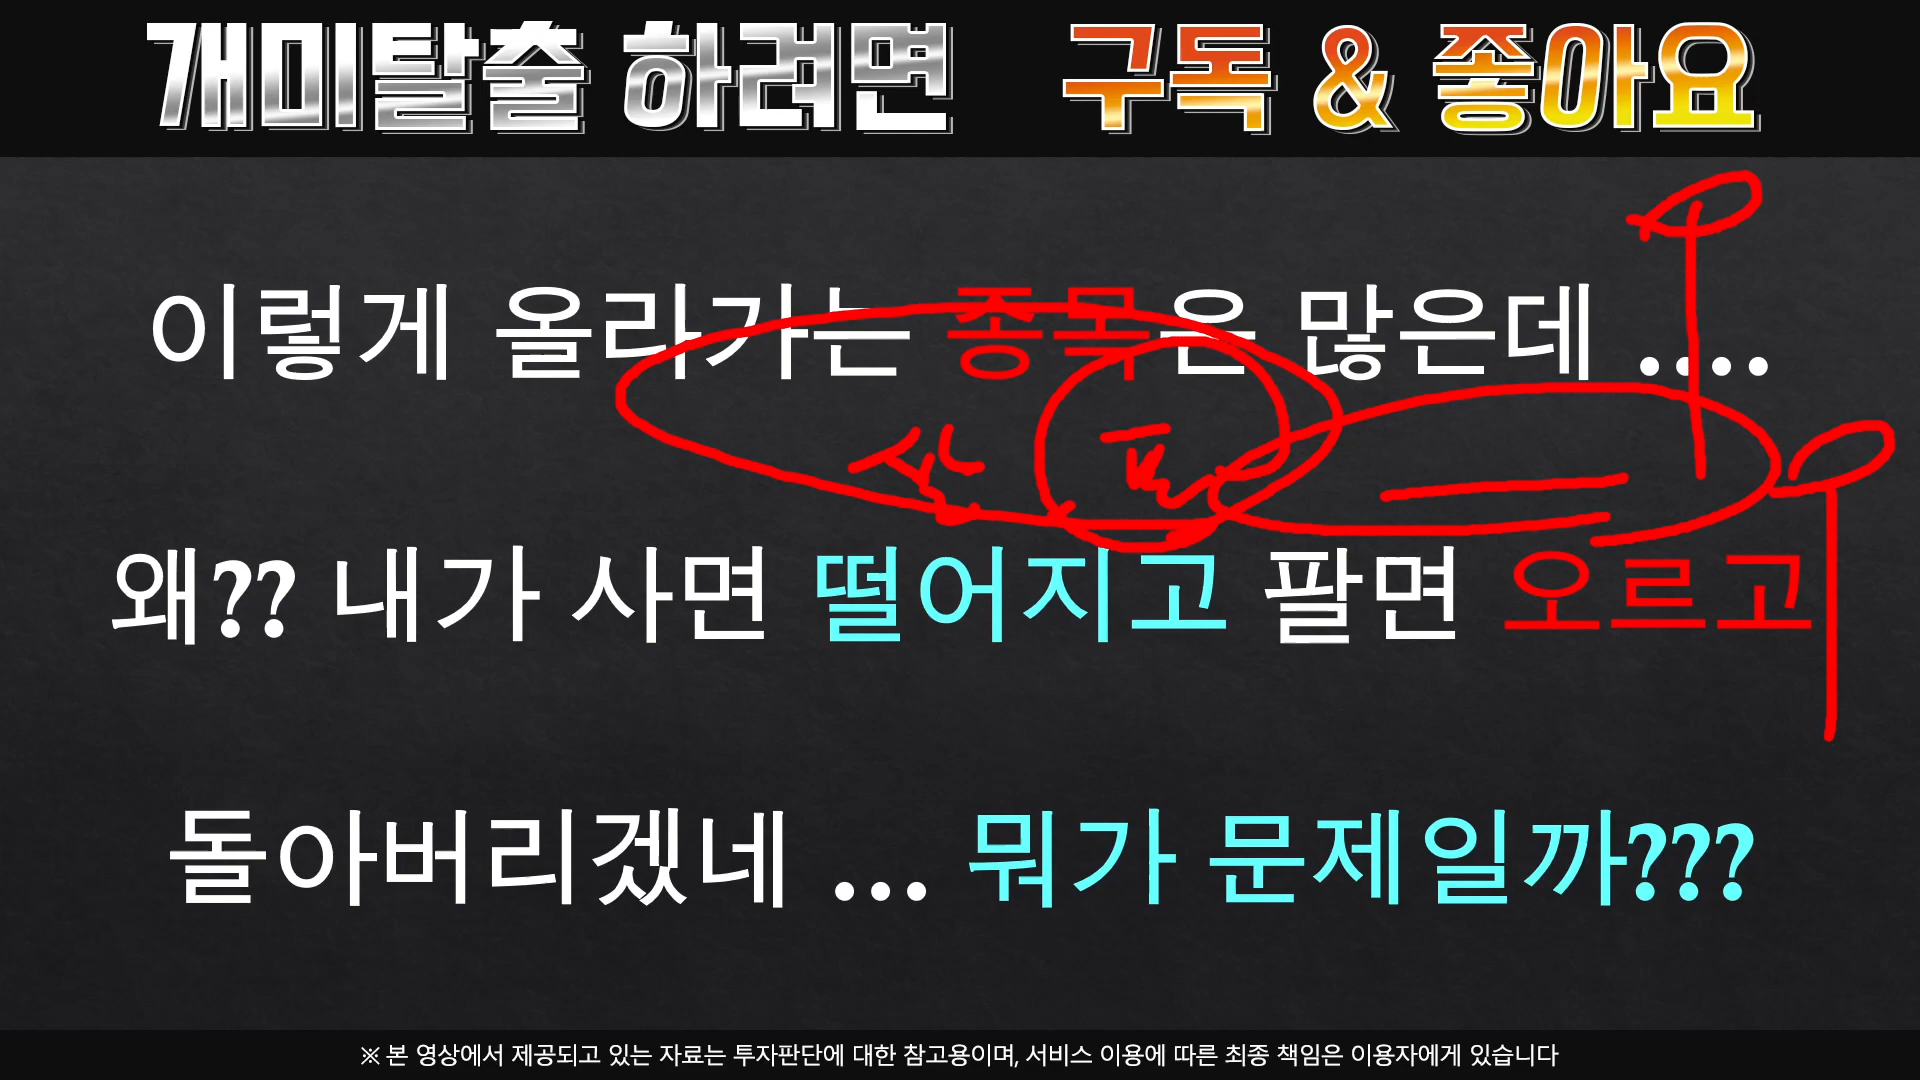 개미탈출 하려면 구독 & 좋아요
이렇게 올라가는 종목은 많은데 ....
왜?? 내가 사면 떨어지고 팔면 오르고
돌아버리겠네 ... 뭐가 문제일까???
※ 본 영상에서 제공되고 있는 자료는 투자판단에 대한 참고용이며, 서비스 이용에 따른 최종 책임은 이용자에게 있습니다